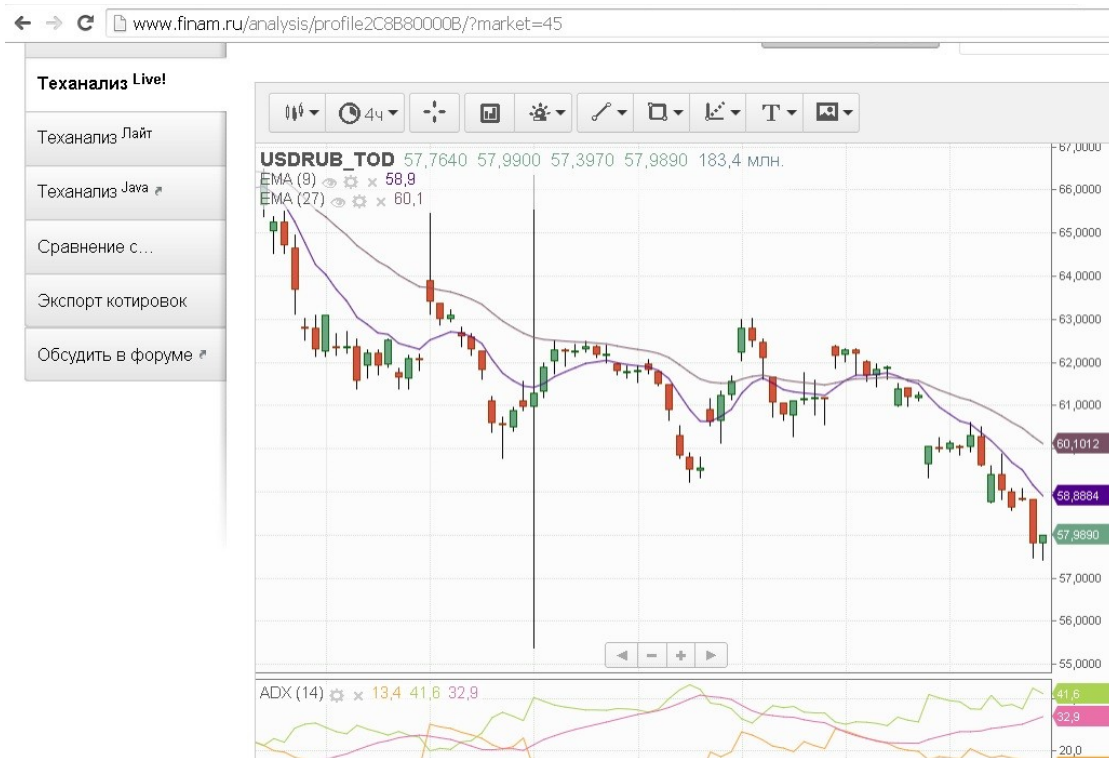 www.finam.ru/analysis/profile2C8B80000B/?market=45
Теханализ Live!
Теханализ Лайт
Теханализ Java
Сравнение с...
Экспорт котировок
Обсудить в форуме
4ч
T
USDRUB_TOD 57,7640 57,9900 57,3970 57,9890 183,4 млн.
EMA (9) 58,9
EMA (27) 60,1
67,0000
66,0000
65,0000
64,0000
63,0000
62,0000
61,0000
60,1012
58,8884
57,9890
57,0000
56,0000
55,0000
ADX (14) 13,4 41,6 32,9
41,6
32,9
20,0